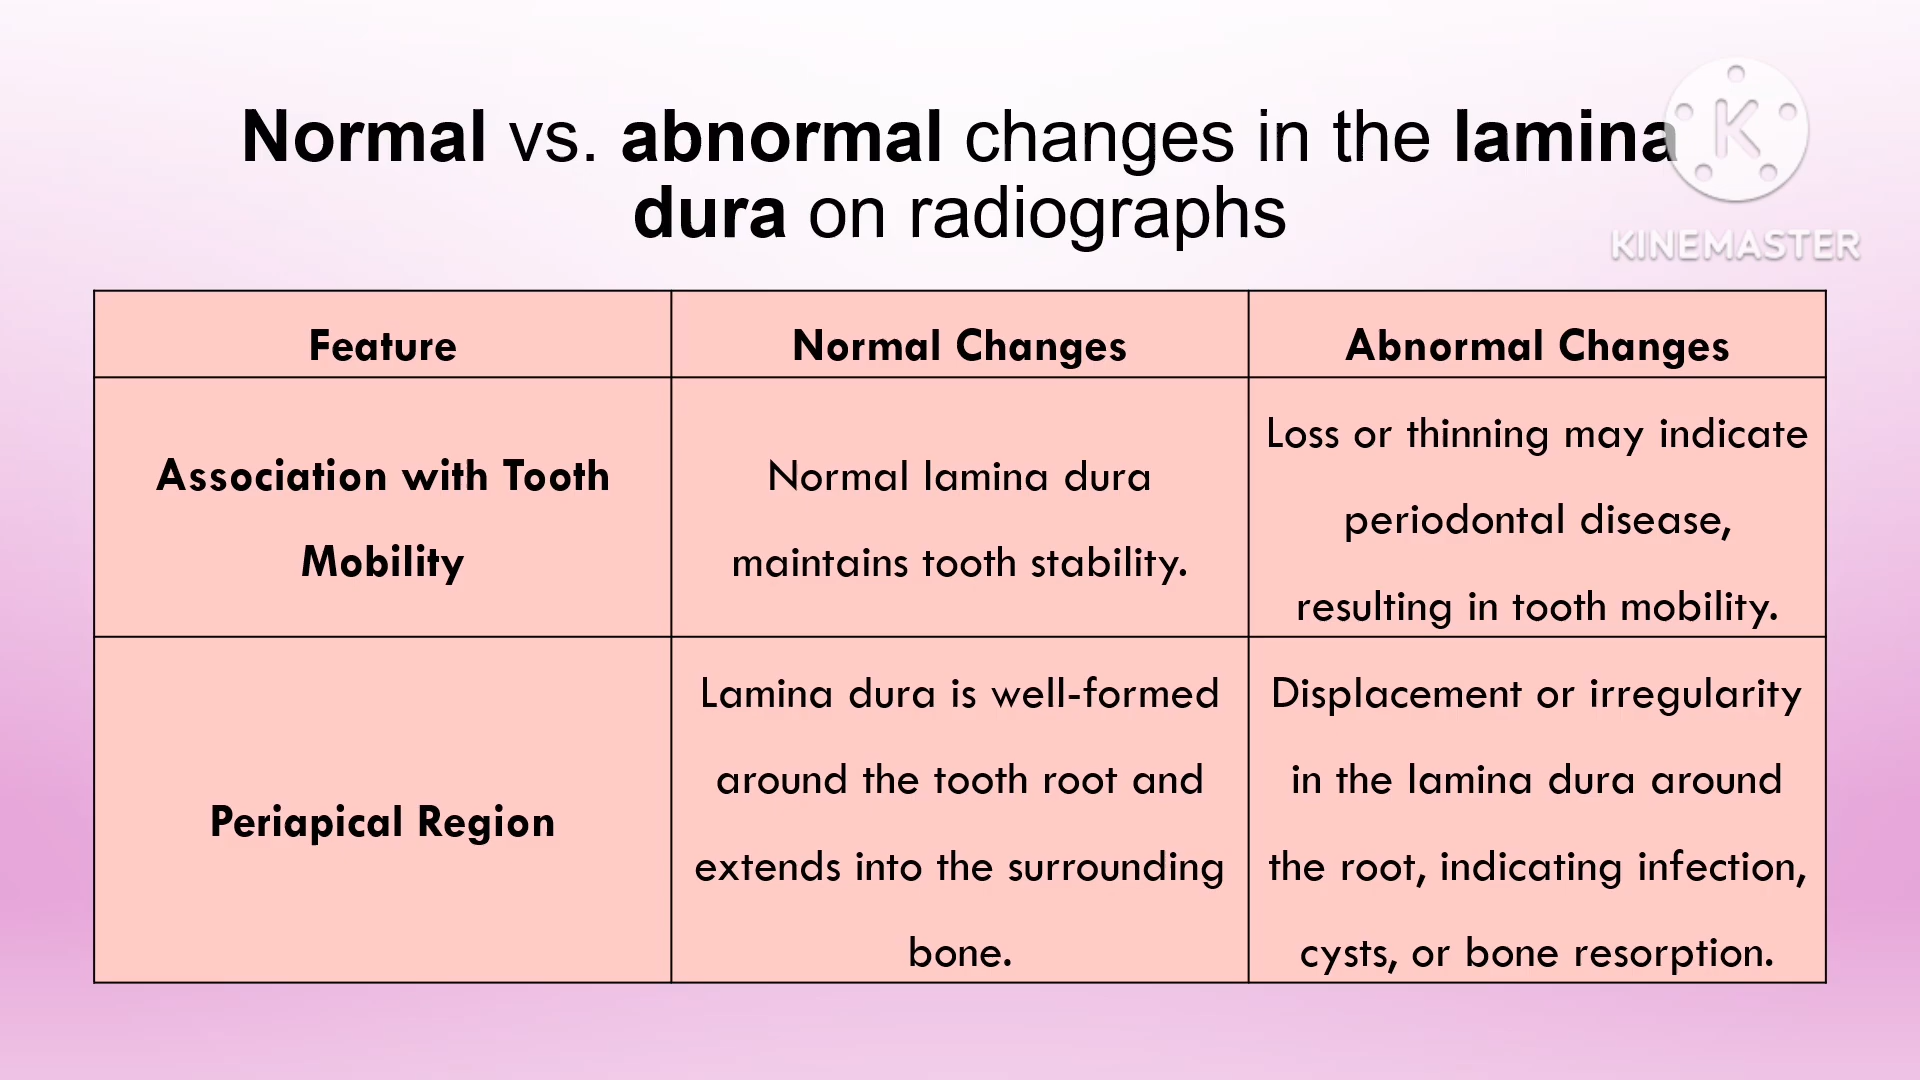 Normal vs. abnormal changes in the lamina
dura on radiographs
K
KINEMASTER
Feature
Normal Changes
Abnormal Changes
Association with Tooth
Mobility
Normal lamina dura
maintains tooth stability.
Loss or thinning may indicate
periodontal disease,
resulting in tooth mobility.
Periapical Region
Lamina dura is well-formed
around the tooth root and
extends into the surrounding
bone.
Displacement or irregularity
in the lamina dura around
the root, indicating infection,
cysts, or bone resorption.